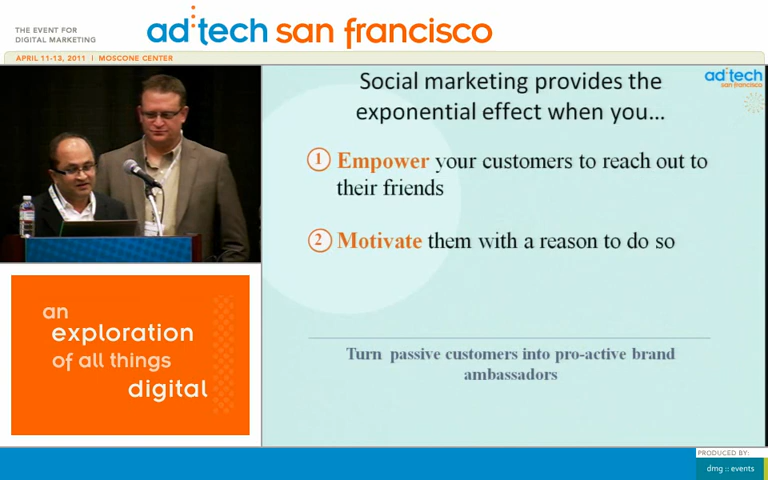 THE EVENT FOR
DIGITAL MARKETING
ad:tech san francisco
APRIL 11-13, 2011 | MOSCONE CENTER
Social marketing provides the
exponential effect when you...
ad:tech
san francisco
1 Empower your customers to reach out to
their friends
2 Motivate them with a reason to do so
Turn passive customers into pro-active brand
ambassadors
an
exploration
of all things
digital
PRODUCED BY:
dmg :: events